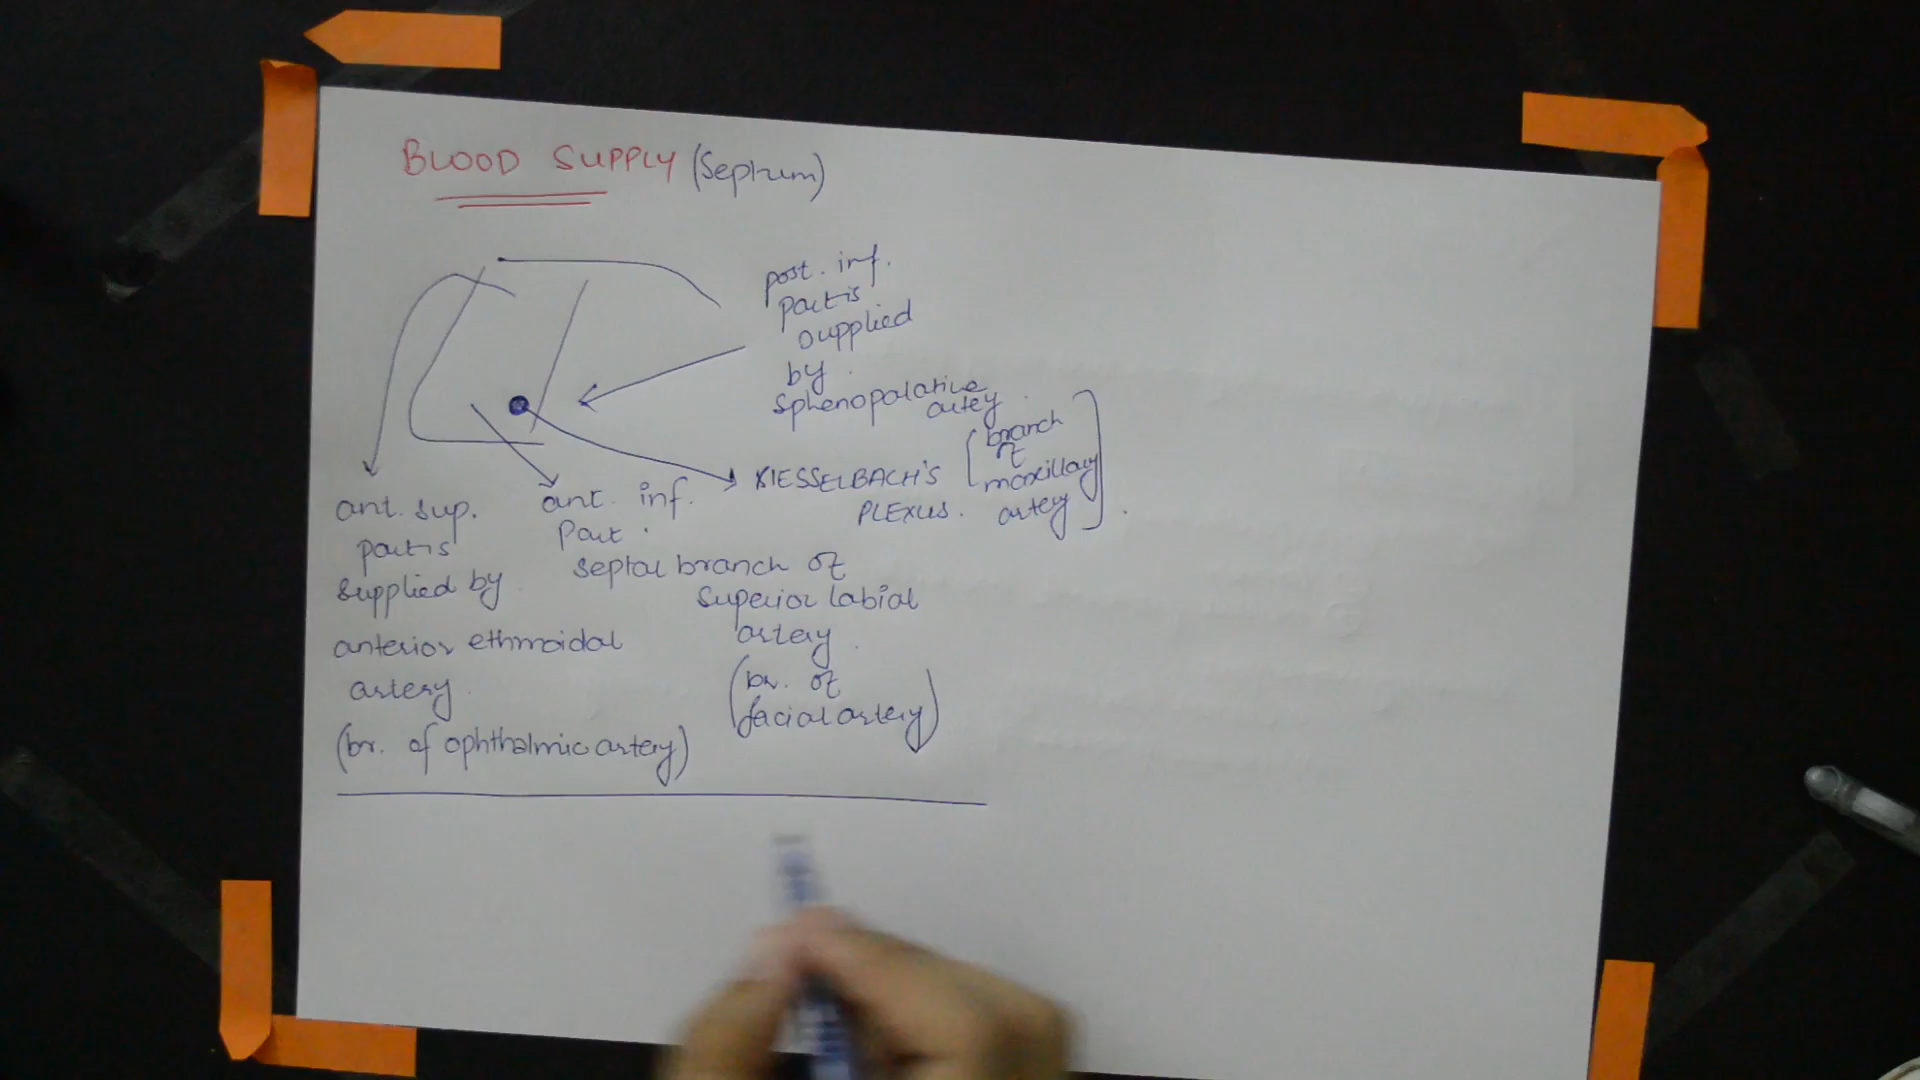 BLOOD SUPPLY (Septum)
post. inf.
part is
supplied
by
sphenopalatine
artey
[branch
of
maxillary
artery].
KIESSELBACH'S
PLEXUS.
ant. sup.
part is
supplied by
anterior ethmoidal
artery
(br. of ophthalmic artery)
ant. inf.
Part.
septal branch of
superior labial
artery.
(br. of
facial artery)